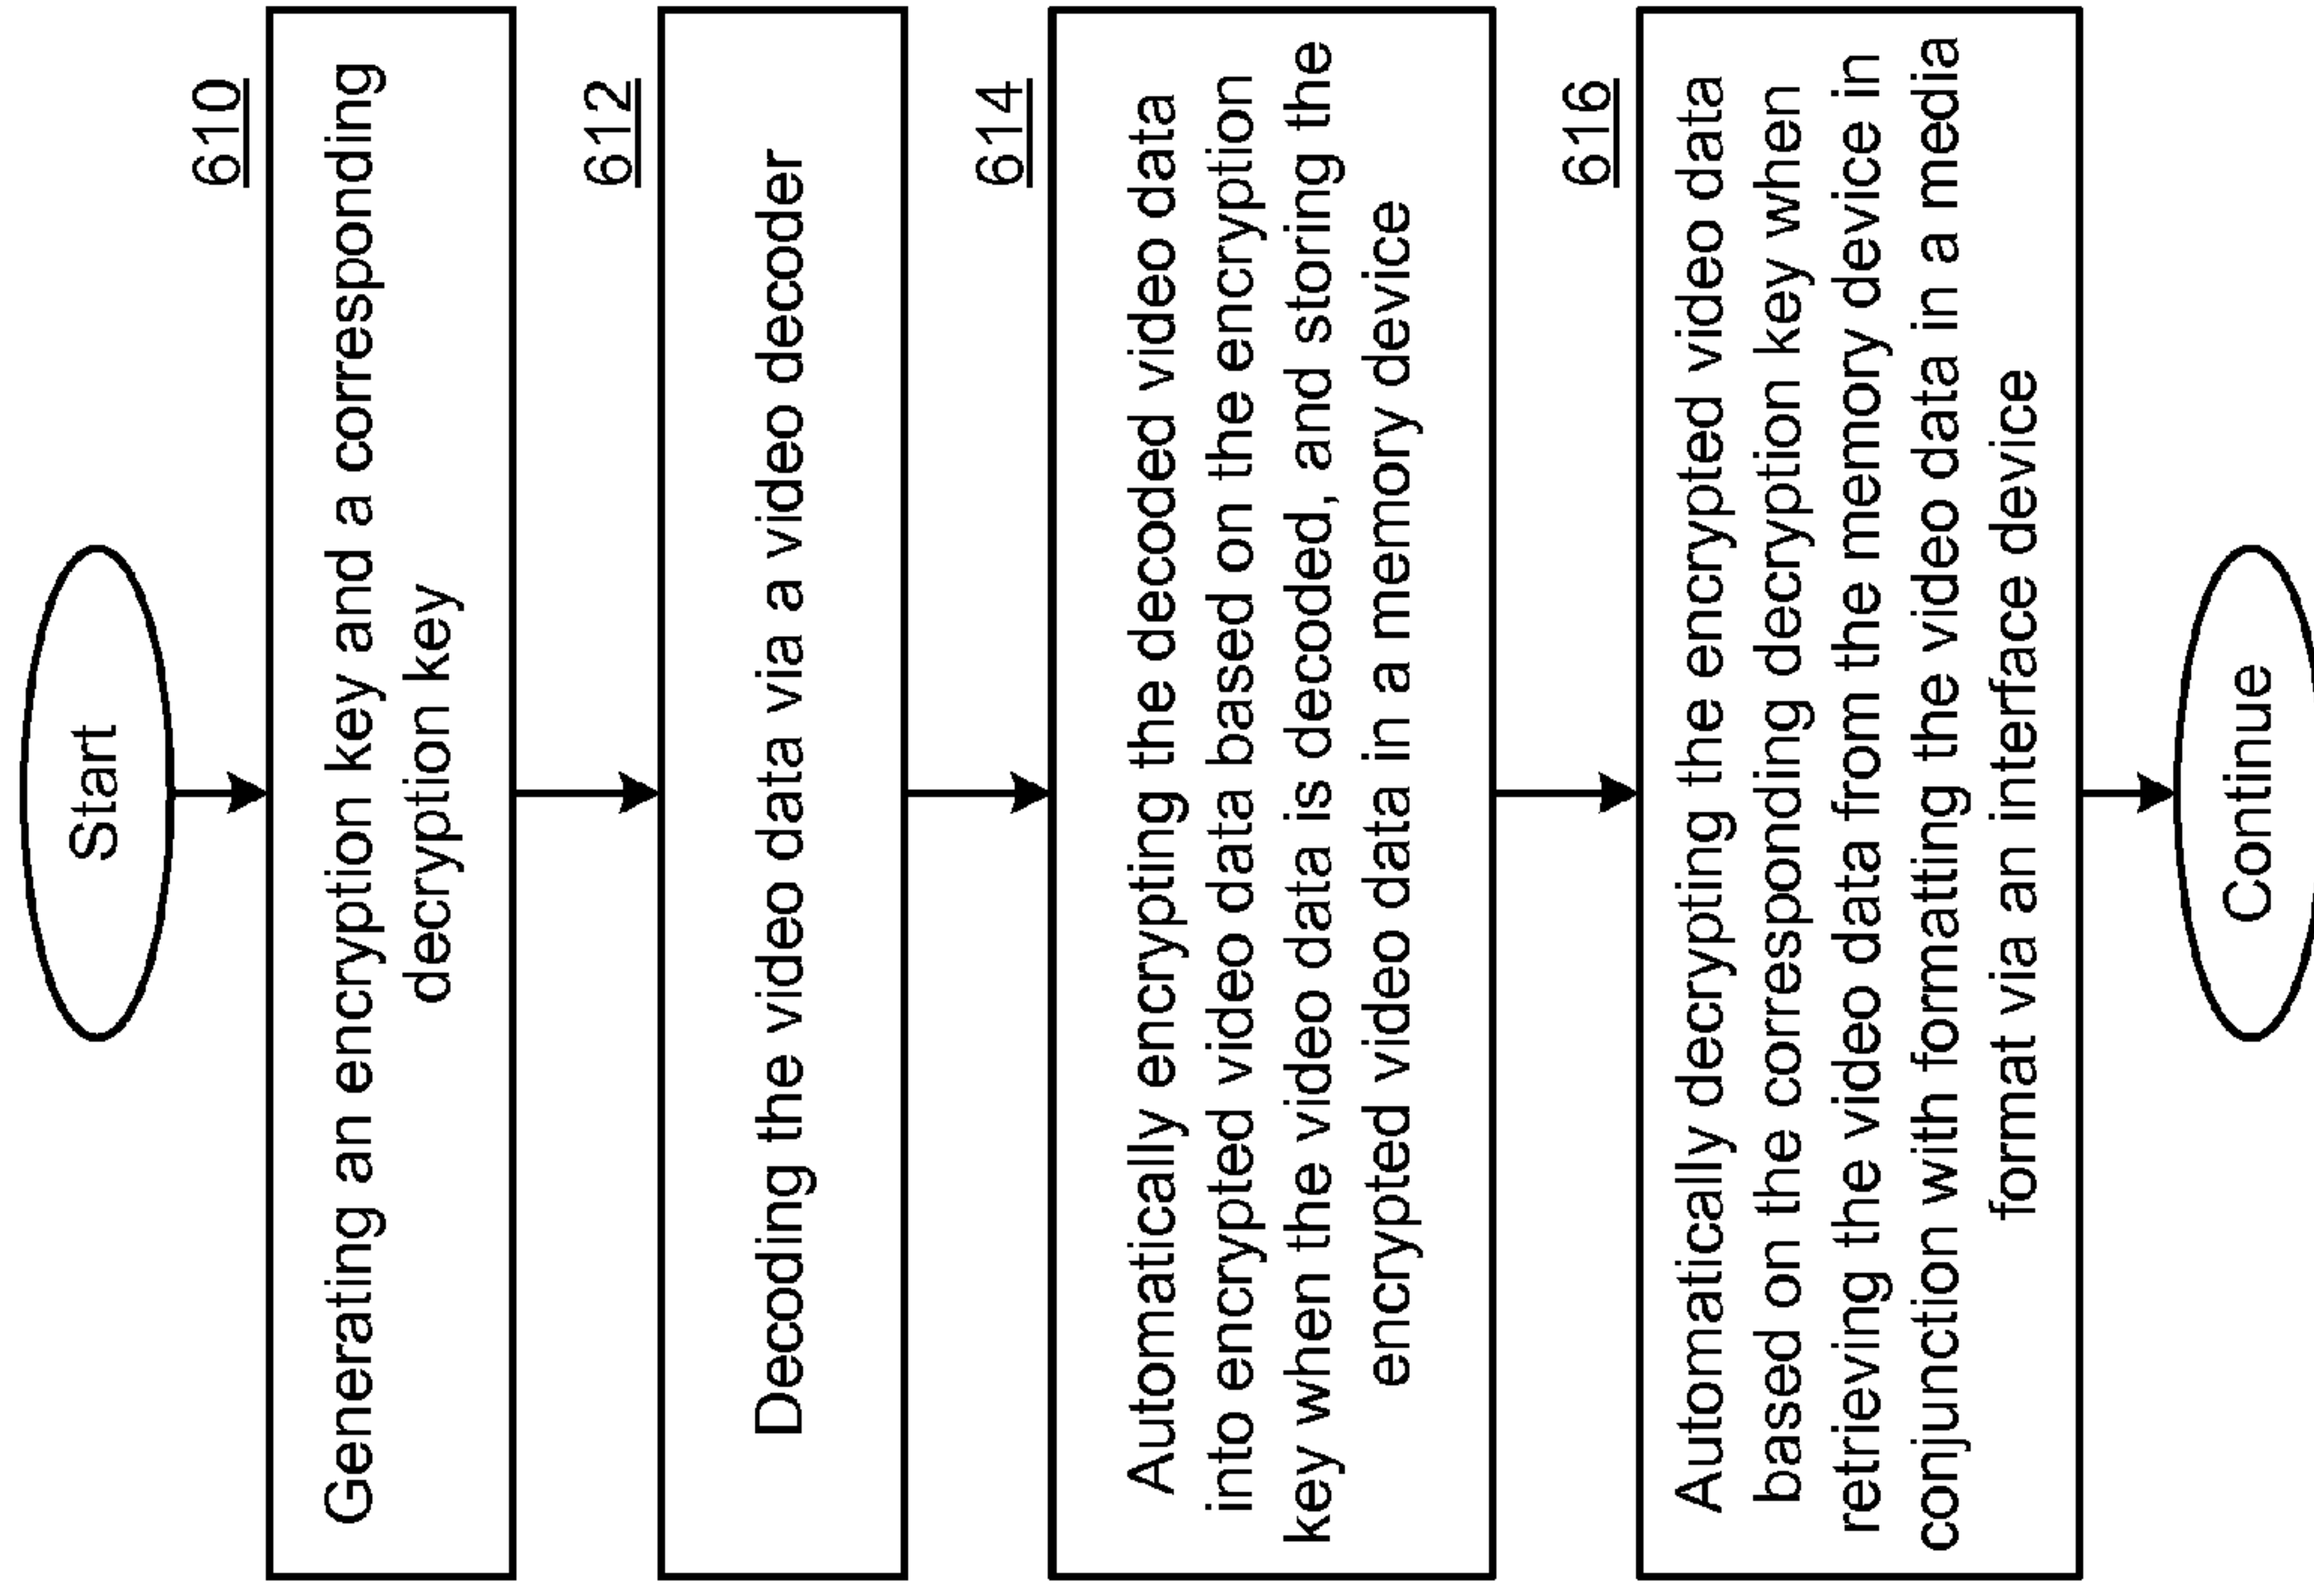 Start
610
Generating an encryption key and a corresponding
decryption key
612
Decoding the video data via a video decoder
614
Automatically encrypting the decoded video data
into encrypted video data based on the encryption
key when the video data is decoded, and storing the
encrypted video data in a memory device
616
Automatically decrypting the encrypted video data
based on the corresponding decryption key when
retrieving the video data from the memory device in
conjunction with formatting the video data in a media
format via an interface device
Continue